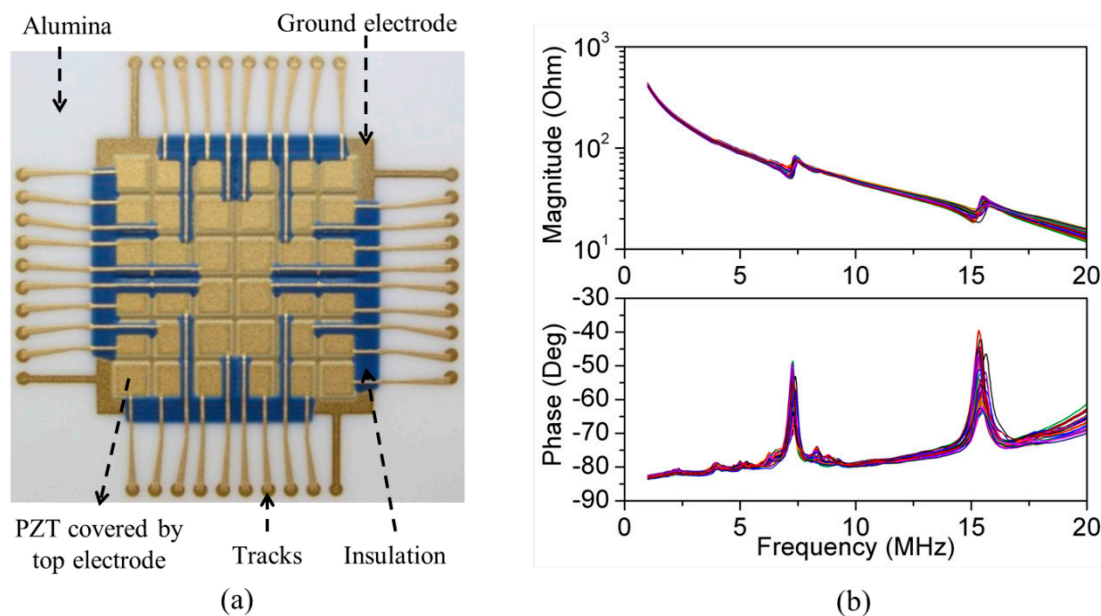 Alumina
Ground electrode
PZT covered by
top electrode
Tracks
Insulation
(a)
Magnitude (Ohm)
10³
10²
10¹
0 5 10 15 20
Phase (Deg)
-30
-40
-50
-60
-70
-80
-90
0 5 10 15 20
Frequency (MHz)
(b)